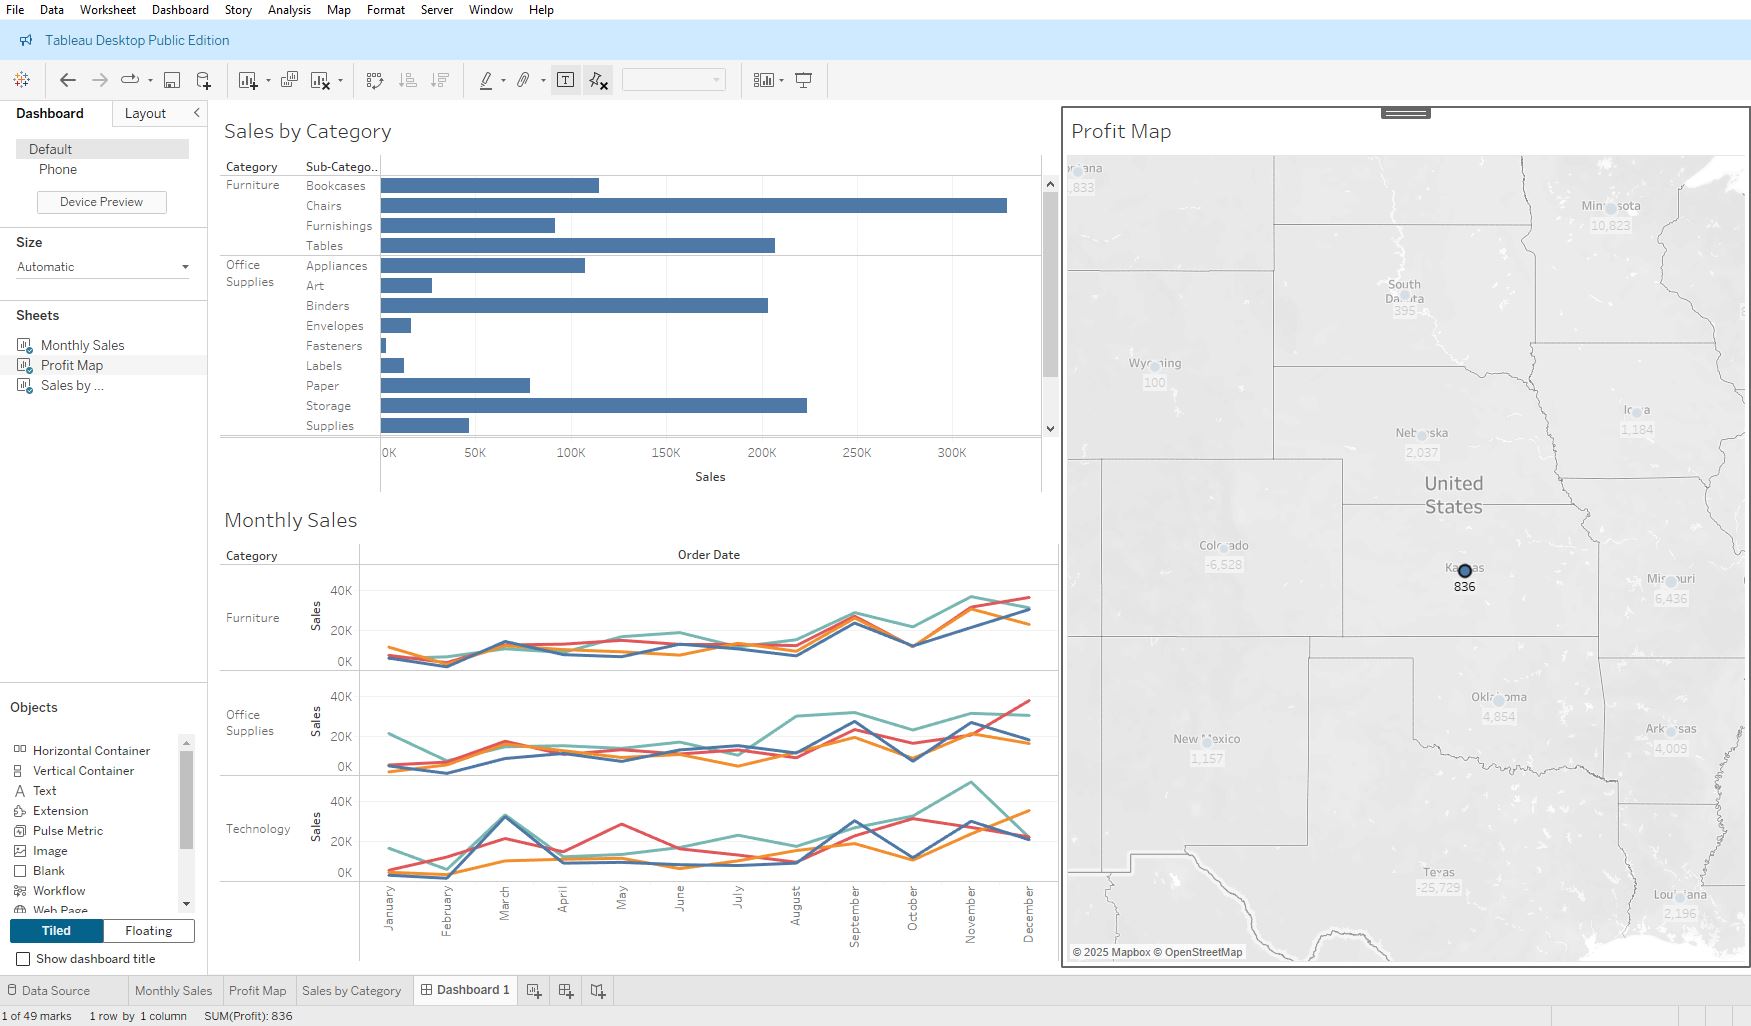 File Data Worksheet Dashboard Story Analysis Map Format Server Window Help
Tableau Desktop Public Edition
Dashboard Layout
Default
Phone
Device Preview
Size
Automatic
Sheets
Monthly Sales
Profit Map
Sales by ...
Objects
Horizontal Container
Vertical Container
Text
Extension
Pulse Metric
Image
Blank
Workflow
Web Page
Tiled Floating
Show dashboard title
Sales by Category
Category Sub-Catego..
Furniture Bookcases
Chairs
Furnishings
Tables
Office Supplies Appliances
Art
Binders
Envelopes
Fasteners
Labels
Paper
Storage
Supplies
0K 50K 100K 150K 200K 250K 300K
Sales
Monthly Sales
Category Order Date
Furniture Sales 40K
20K
0K
Office
Supplies Sales 40K
20K
0K
Technology Sales 40K
20K
0K
January February March April May June July August September October November December
Profit Map
,833
Minnesota
10,823
South
Dakota
395
Wyoming
100
Iowa
1,184
Nebraska
2,037
United
States
Colorado
-6,528
Kansas
836
Missouri
6,436
Oklahoma
4,854
New Mexico
1,157
Arkansas
4,009
Texas
-25,729
Louisiana
2,196
© 2025 Mapbox © OpenStreetMap
Data Source Monthly Sales Profit Map Sales by Category Dashboard 1
1 of 49 marks 1 row by 1 column SUM(Profit): 836